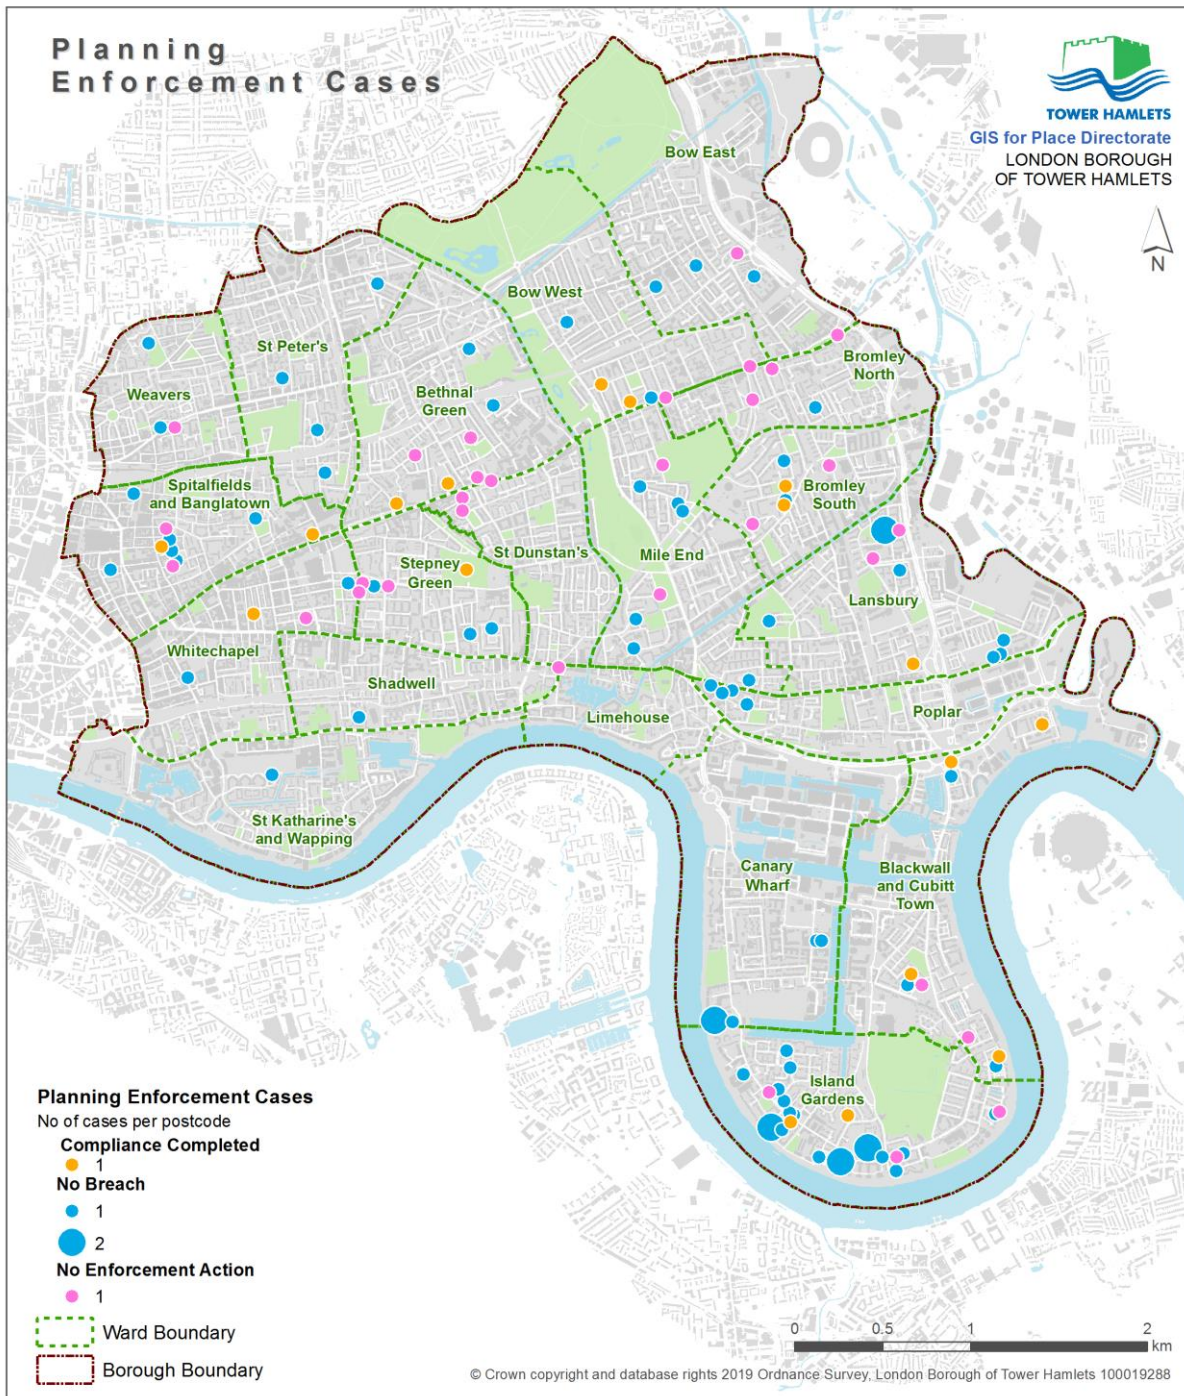 Planning
Enforcement Cases
TOWER HAMLETS
GIS for Place Directorate
LONDON BOROUGH
OF TOWER HAMLETS
N
Bow East
Bow West
St Peter's
Bromley
North
Weavers
Bethnal
Green
Spitalfields
and Banglatown
Bromley
South
St Dunstan's
Mile End
Stepney
Green
Lansbury
Whitechapel
Shadwell
Limehouse
Poplar
St Katharine's
and Wapping
Canary
Wharf
Blackwall
and Cubitt
Town
Island
Gardens
Planning Enforcement Cases
No of cases per postcode
Compliance Completed
1
No Breach
1
2
No Enforcement Action
1
Ward Boundary
Borough Boundary
0 0.5 1 2
km
© Crown copyright and database rights 2019 Ordnance Survey, London Borough of Tower Hamlets 100019288